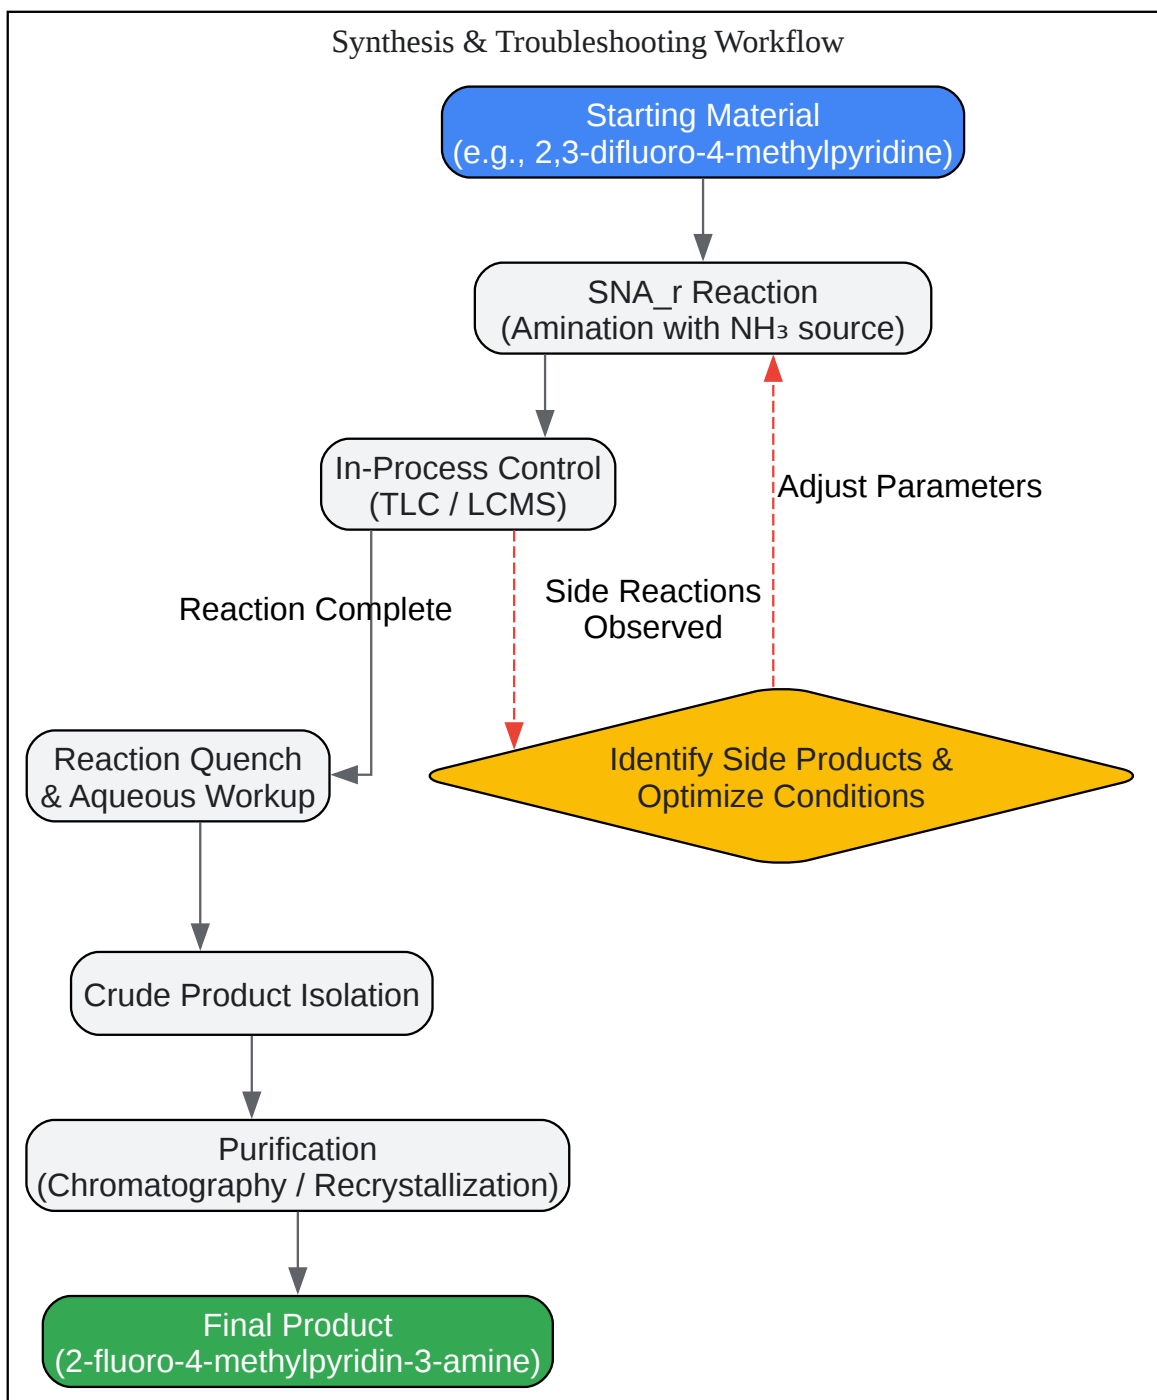 Synthesis & Troubleshooting Workflow
Starting Material
(e.g., 2,3-difluoro-4-methylpyridine)
SNA_r Reaction
(Amination with NH₃ source)
In-Process Control
(TLC / LCMS)
Adjust Parameters
Reaction Complete
Side Reactions
Observed
Reaction Quench
& Aqueous Workup
Identify Side Products &
Optimize Conditions
Crude Product Isolation
Purification
(Chromatography / Recrystallization)
Final Product
(2-fluoro-4-methylpyridin-3-amine)